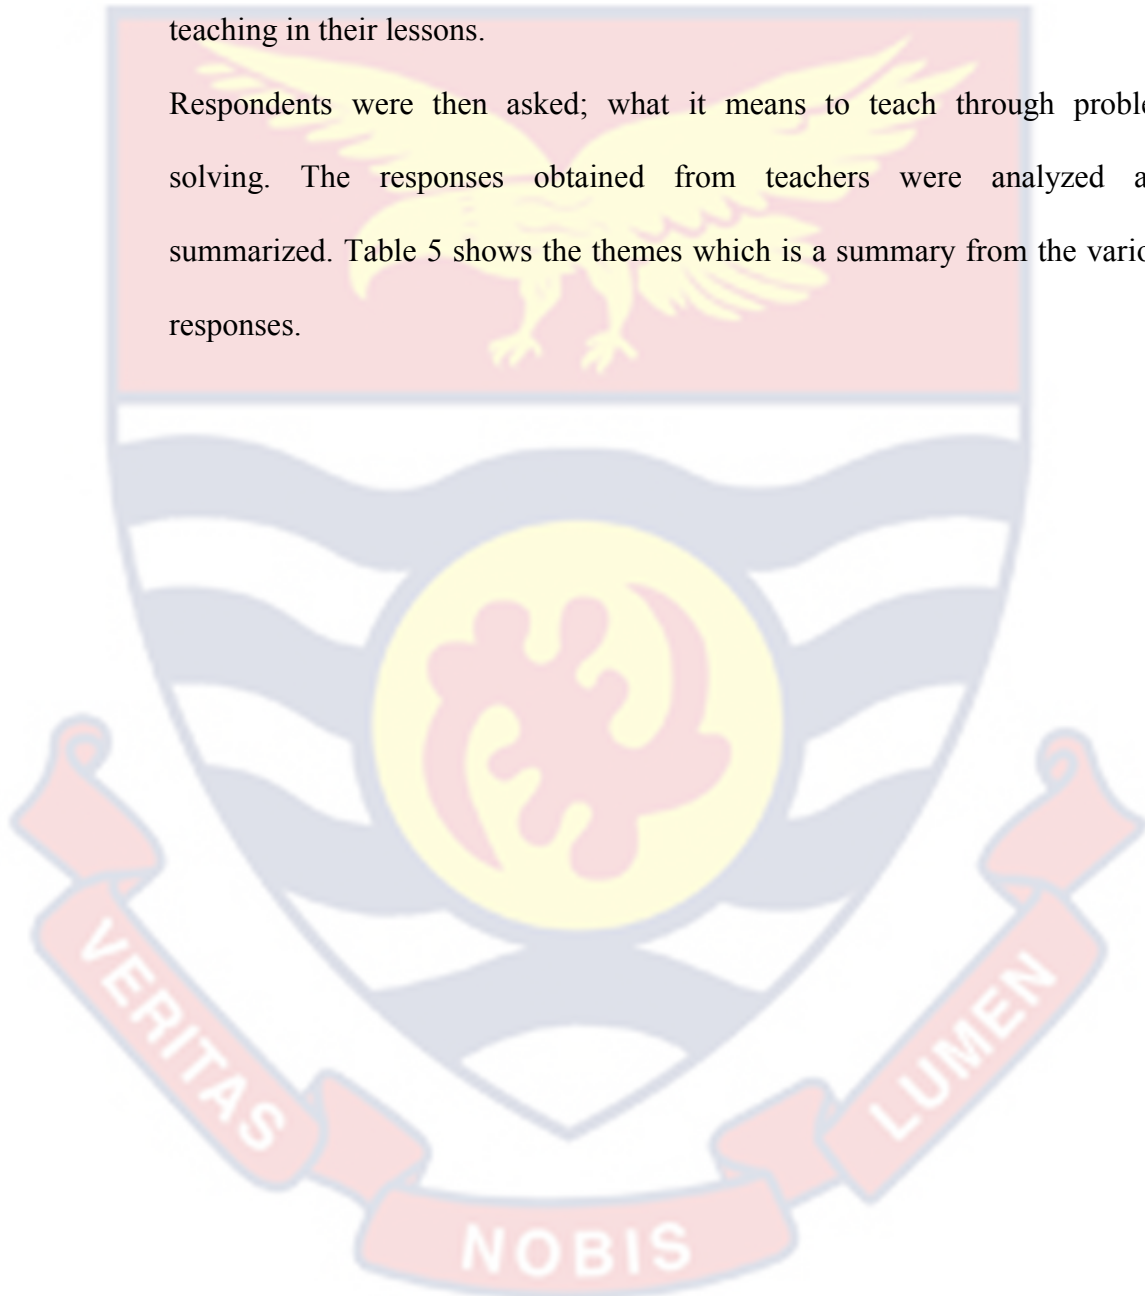 teaching in their lessons.
Respondents were then asked; what it means to teach through proble
solving. The responses obtained from teachers were analyzed a
summarized. Table 5 shows the themes which is a summary from the vario
responses.
VERITAS
NOBIS
LUMEN